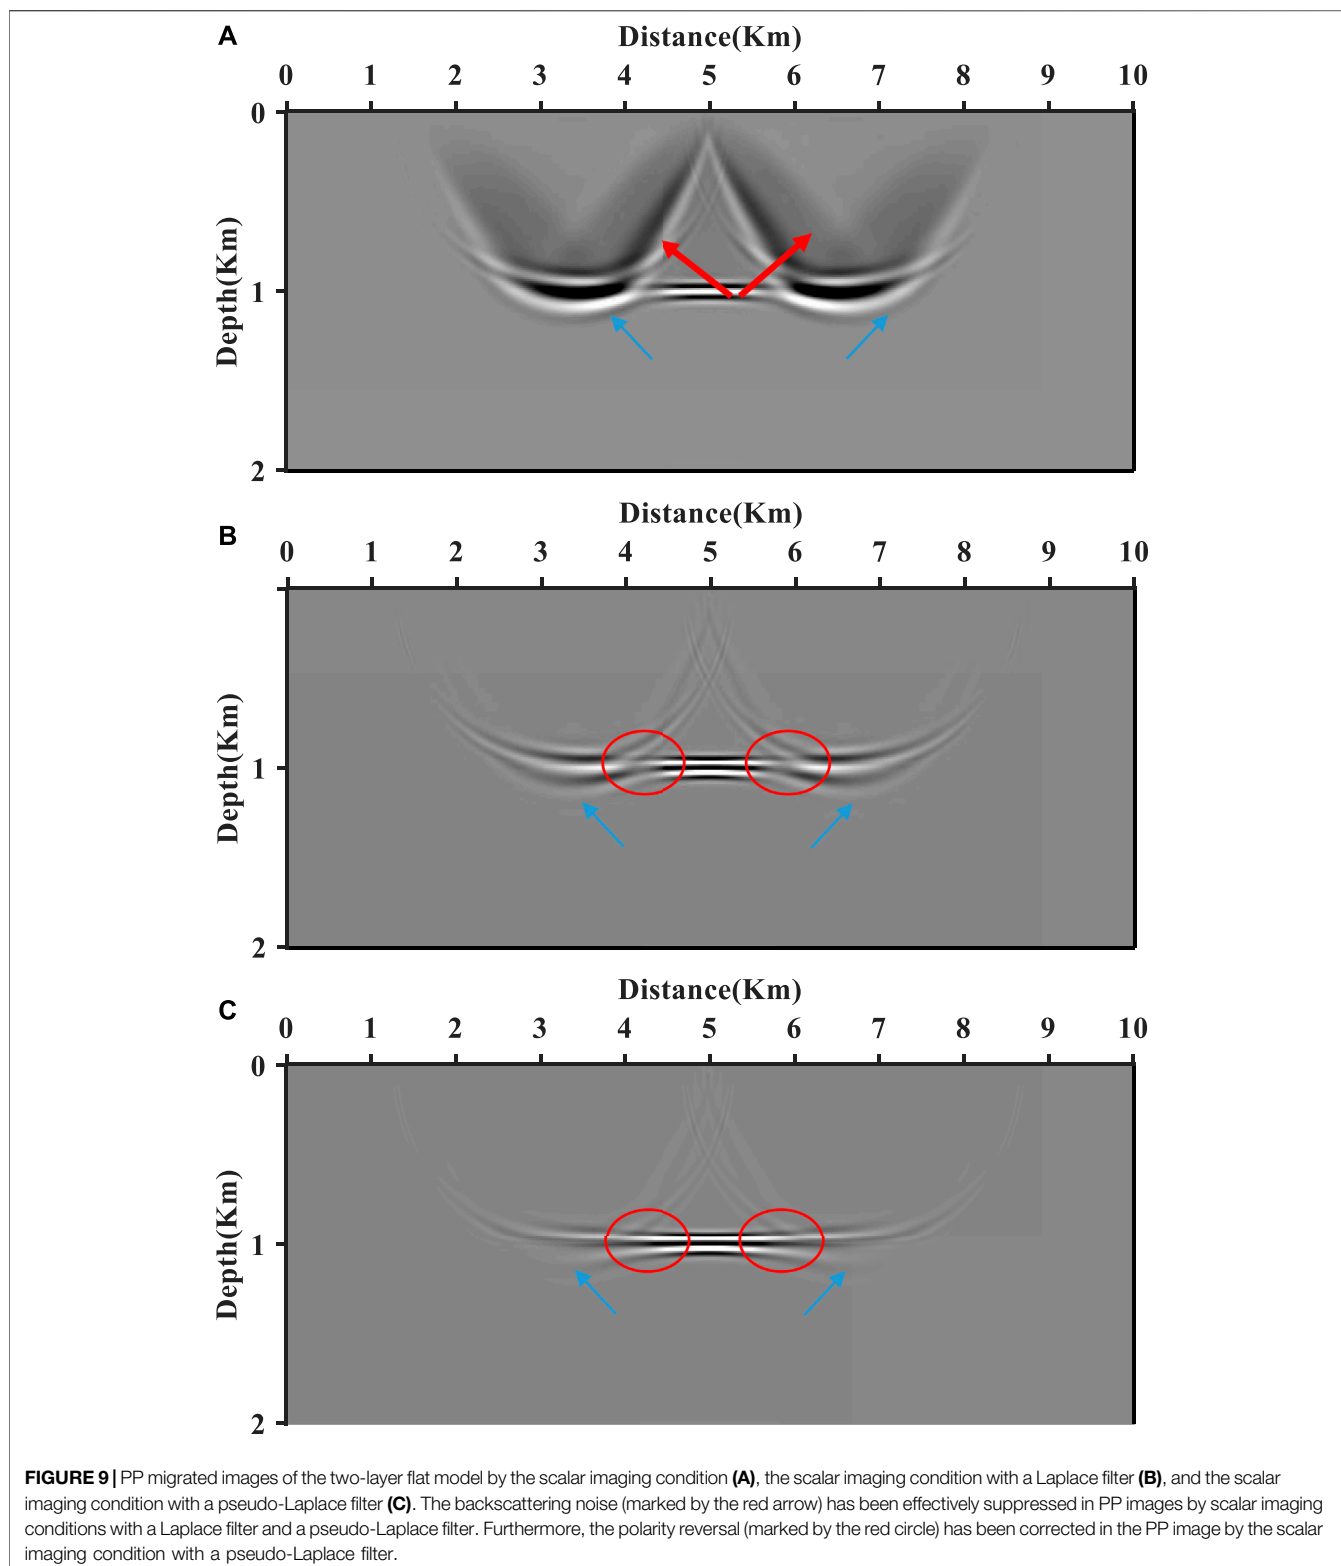 A
Distance(Km)
0 1 2 3 4 5 6 7 8 9 10
0
Depth(Km)
1
2
B
Distance(Km)
0 1 2 3 4 5 6 7 8 9 10
Depth(Km)
1
2
C
Distance(Km)
0 1 2 3 4 5 6 7 8 9 10
0
Depth(Km)
1
2
FIGURE 9 | PP migrated images of the two-layer flat model by the scalar imaging condition (A), the scalar imaging condition with a Laplace filter (B), and the scalar
imaging condition with a pseudo-Laplace filter (C). The backscattering noise (marked by the red arrow) has been effectively suppressed in PP images by scalar imaging
conditions with a Laplace filter and a pseudo-Laplace filter. Furthermore, the polarity reversal (marked by the red circle) has been corrected in the PP image by the scalar
imaging condition with a pseudo-Laplace filter.